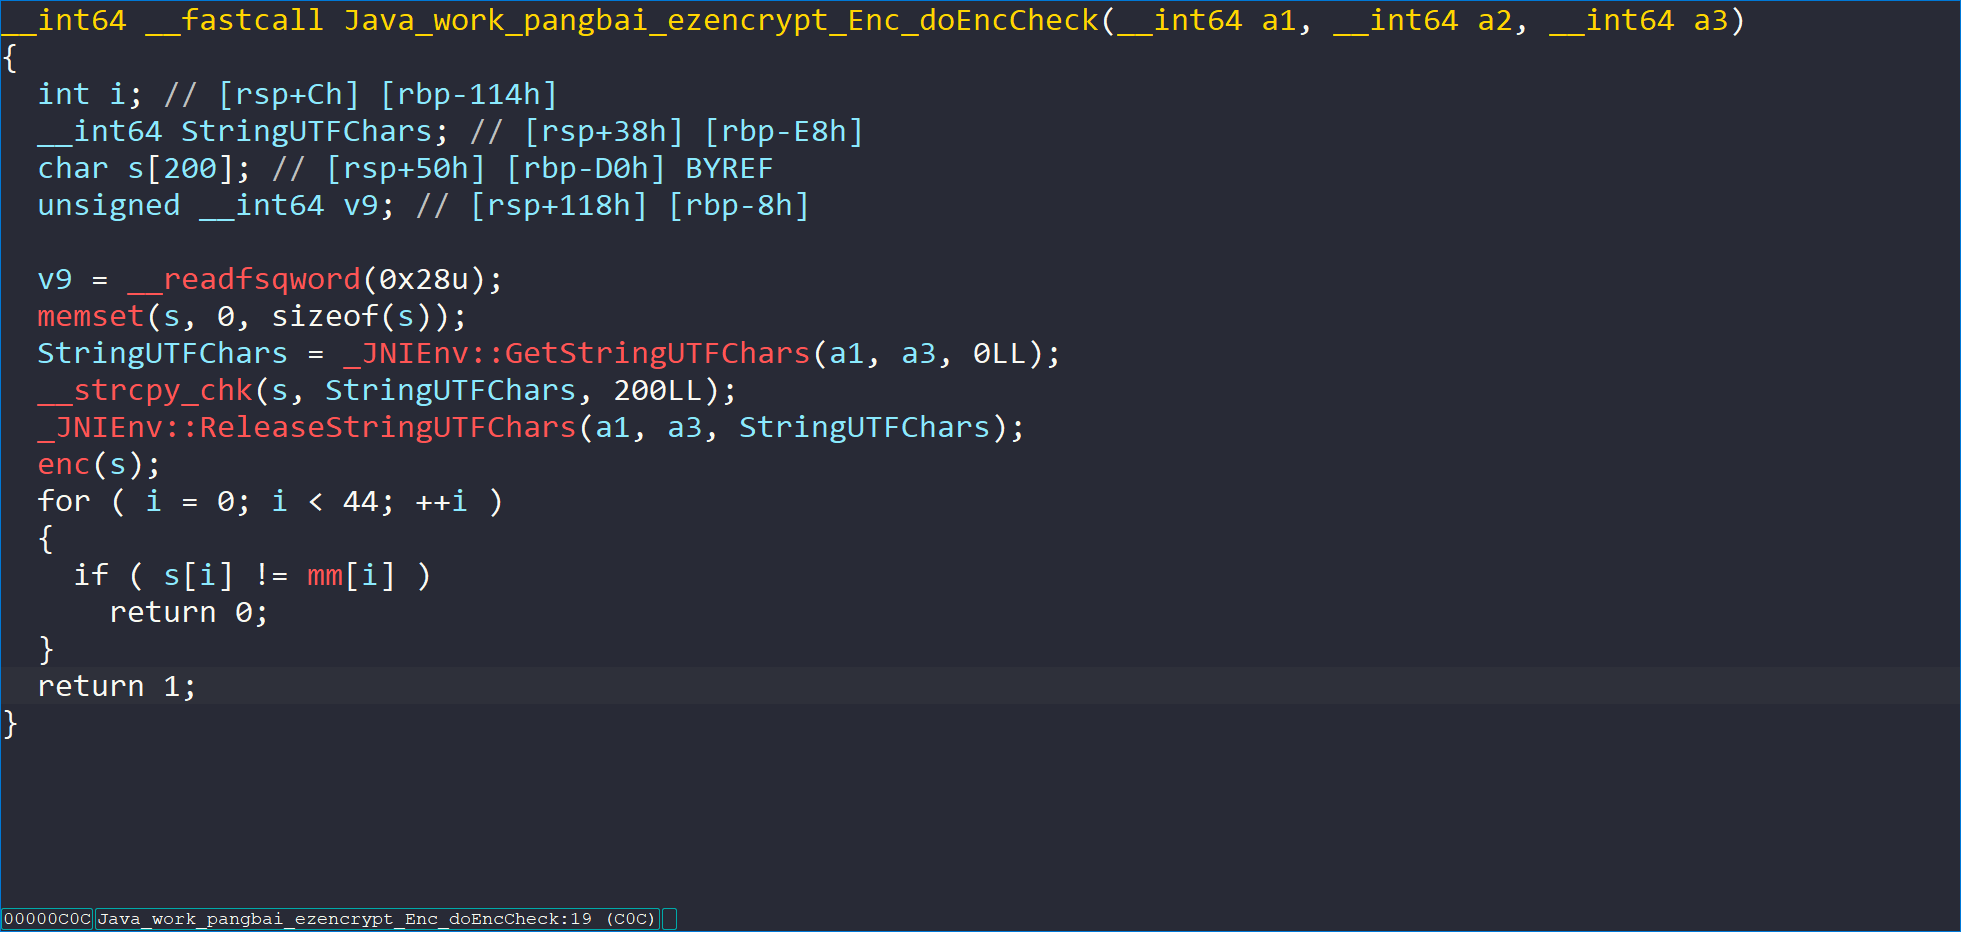 __int64 __fastcall Java_work_pangbai_ezencrypt_Enc_doEncCheck(__int64 a1, __int64 a2, __int64 a3)
{
  int i; // [rsp+Ch] [rbp-114h]
  __int64 StringUTFChars; // [rsp+38h] [rbp-E8h]
  char s[200]; // [rsp+50h] [rbp-D0h] BYREF
  unsigned __int64 v9; // [rsp+118h] [rbp-8h]

  v9 = __readfsqword(0x28u);
  memset(s, 0, sizeof(s));
  StringUTFChars = _JNIEnv::GetStringUTFChars(a1, a3, 0LL);
  __strcpy_chk(s, StringUTFChars, 200LL);
  _JNIEnv::ReleaseStringUTFChars(a1, a3, StringUTFChars);
  enc(s);
  for ( i = 0; i < 44; ++i )
  {
    if ( s[i] != mm[i] )
      return 0;
  }
  return 1;
}
00000C0C Java_work_pangbai_ezencrypt_Enc_doEncCheck:19 (C0C)